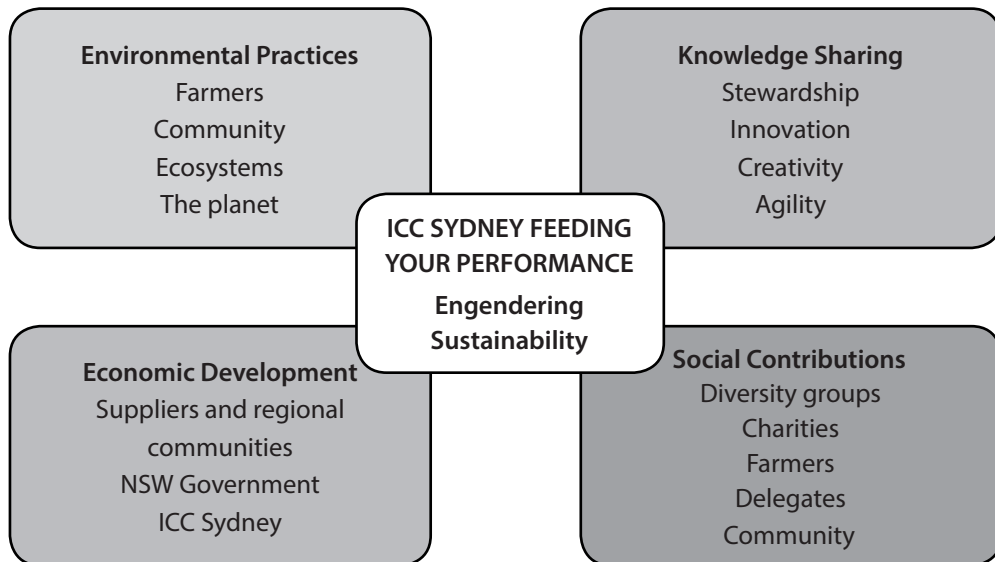 Environmental Practices
Farmers
Community
Ecosystems
The planet
Knowledge Sharing
Stewardship
Innovation
Creativity
Agility
ICC SYDNEY FEEDING
YOUR PERFORMANCE
Engendering
Sustainability
Economic Development
Suppliers and regional
communities
NSW Government
ICC Sydney
Social Contributions
Diversity groups
Charities
Farmers
Delegates
Community